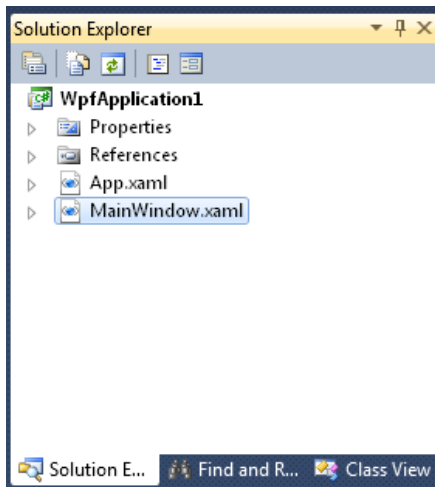 Solution Explorer
WpfApplication1
Properties
References
App.xaml
MainWindow.xaml
Solution E... Find and R... Class View